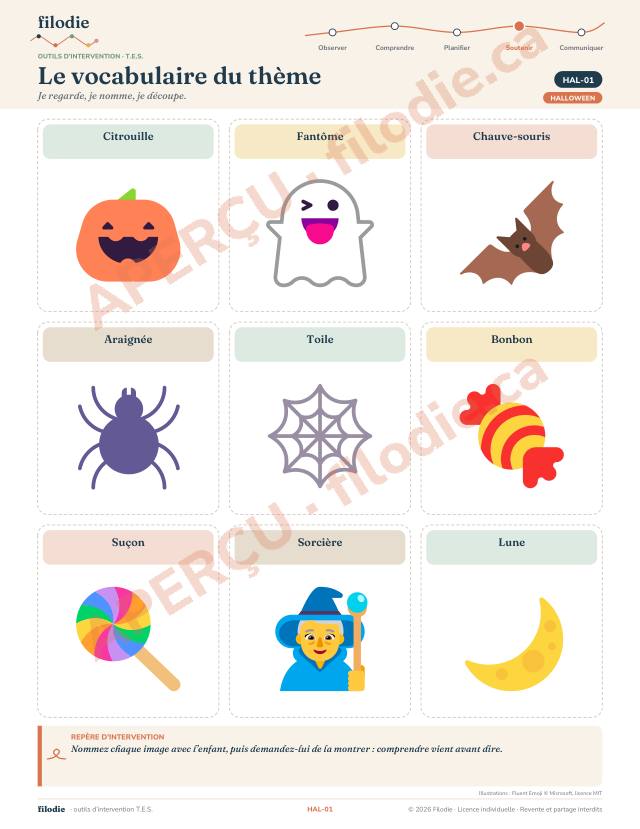 filodie
Observer Comprendre Planifier Soutenir Communiquer
OUTILS D'INTERVENTION · T.E.S.
Le vocabulaire du thème
Je regarde, je nomme, je découpe.
HAL-01
HALLOWEEN
Citrouille Fantôme Chauve-souris
Araignée Toile Bonbon
Suçon Sorcière Lune
APERÇU · filodie.ca
APERÇU · filodie.ca
REPÈRE D'INTERVENTION
Nommez chaque image avec l'enfant, puis demandez-lui de la montrer : comprendre vient avant dire.
Illustrations : Fluent Emoji © Microsoft, licence MIT
filodie · outils d'intervention T.E.S. HAL-01 © 2026 Filodie · Licence individuelle · Revente et partage interdits